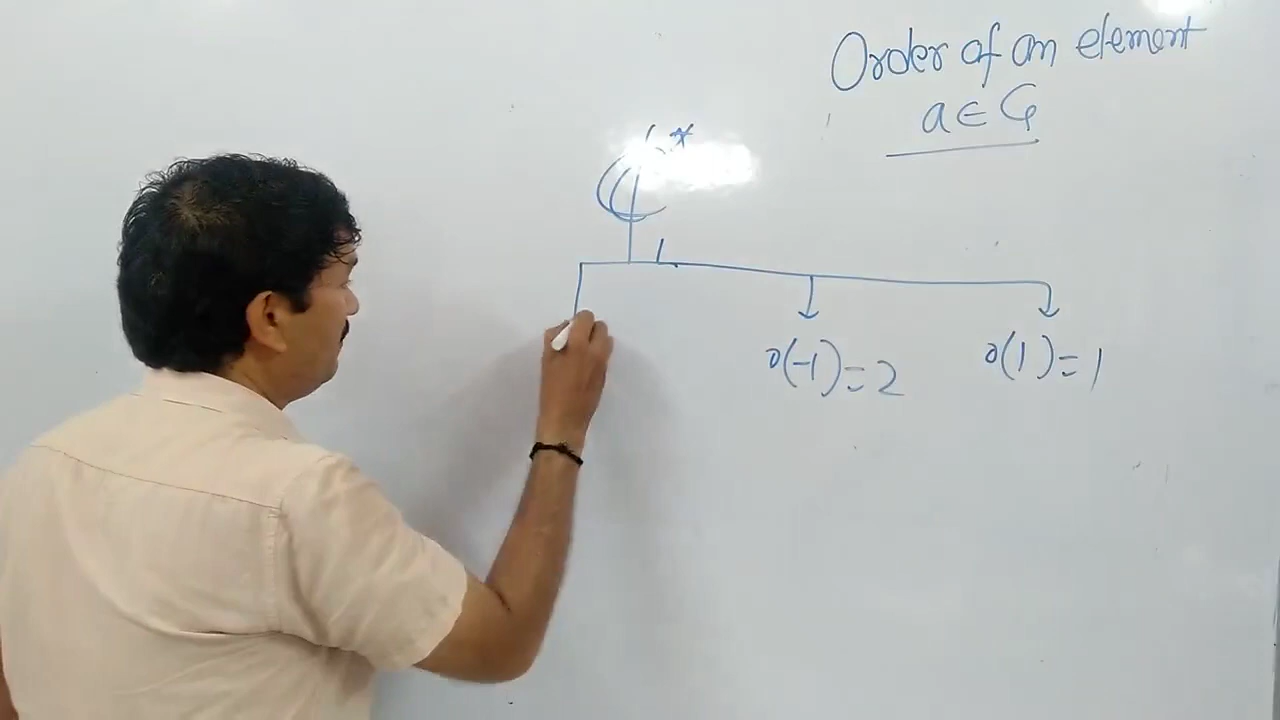 Order of an element
a ∈ G
ℂ*
o(-1) = 2
o(1) = 1